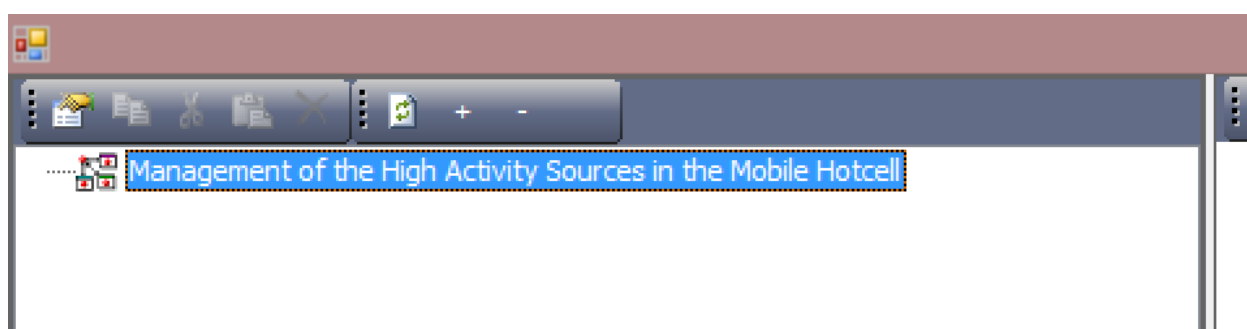 + -
Management of the High Activity Sources in the Mobile Hotcell